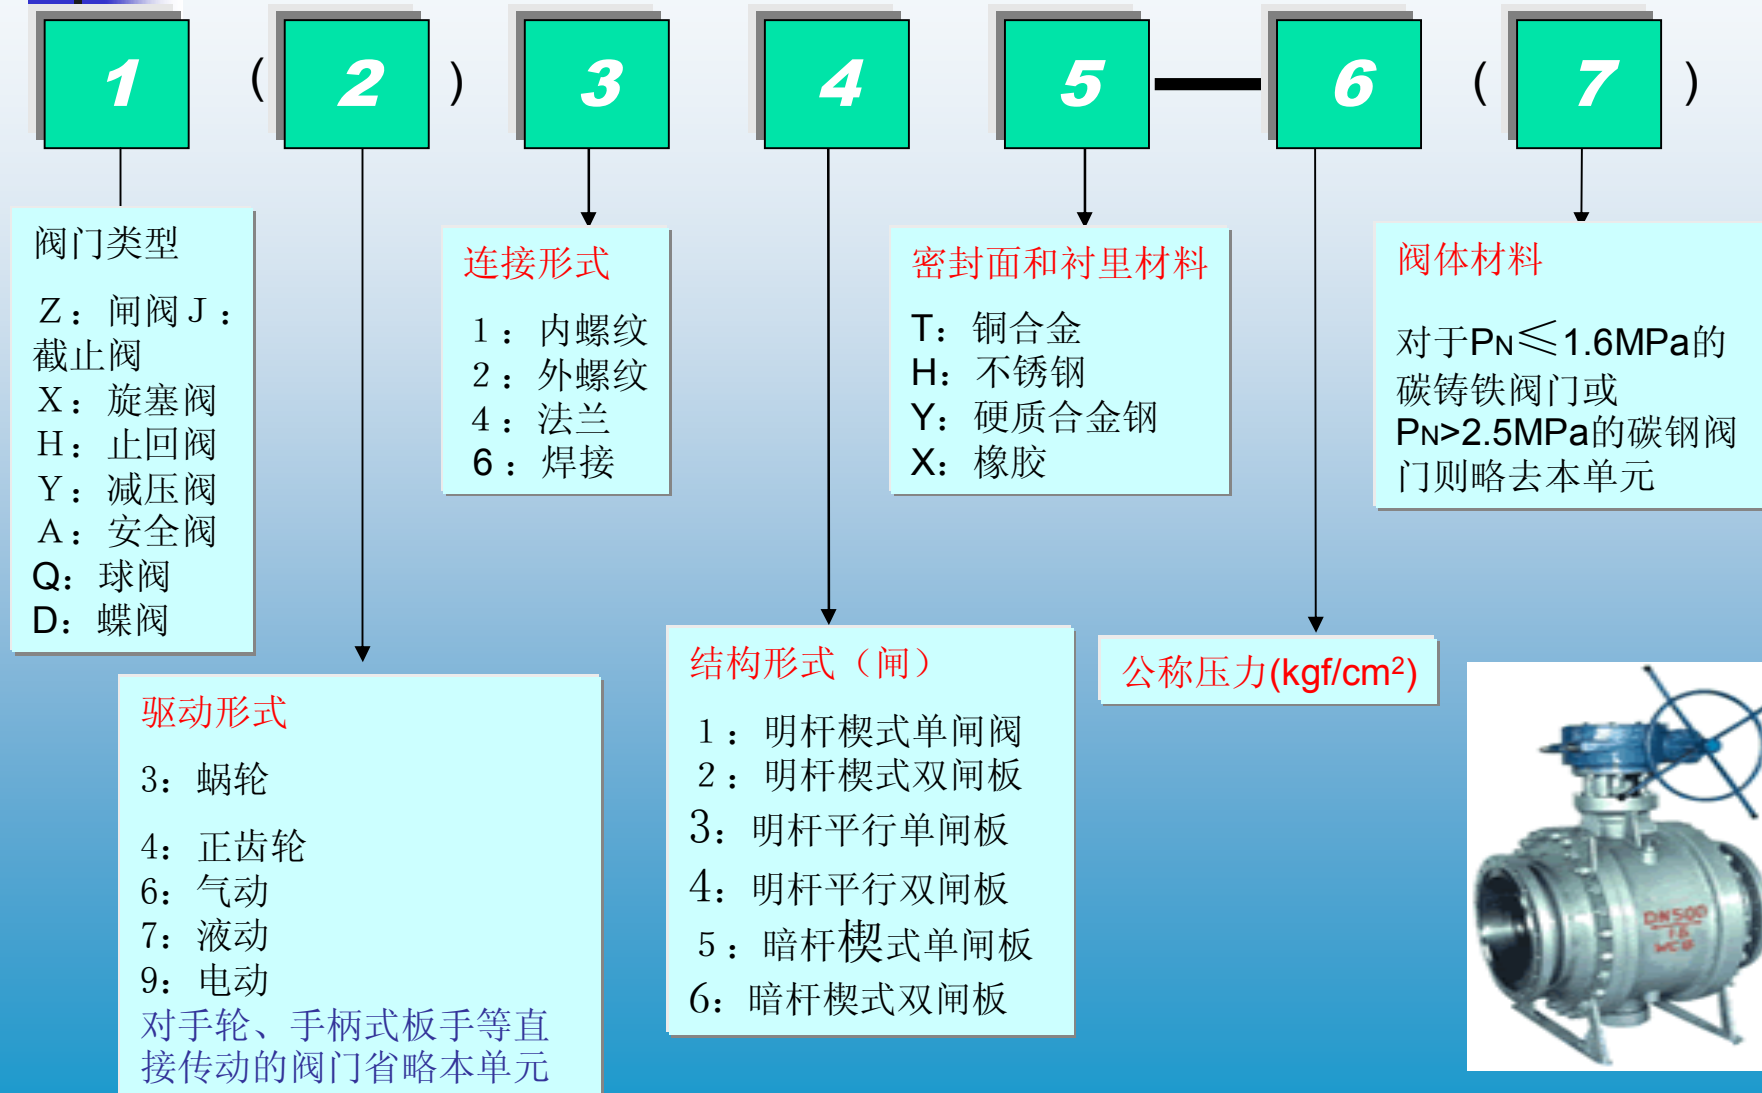 1 （ 2 ） 3 4 5 — 6 （ 7 ）
阀门类型
Ｚ：闸阀Ｊ：
截止阀
Ｘ：旋塞阀
Ｈ：止回阀
Ｙ：减压阀
Ａ：安全阀
Q：球阀
D：蝶阀
驱动形式
3：蜗轮
4：正齿轮
6：气动
7：液动
9：电动
对手轮、手柄式板手等直
接传动的阀门省略本单元
连接形式
１：内螺纹
２：外螺纹
４：法兰
6：焊接
结构形式（闸）
１：明杆楔式单闸阀
２：明杆楔式双闸板
3：明杆平行单闸板
4：明杆平行双闸板
５：暗杆楔式单闸板
6：暗杆楔式双闸板
密封面和衬里材料
T：铜合金
H：不锈钢
Y：硬质合金钢
X：橡胶
公称压力(kgf/cm²)
阀体材料
对于PN≤1.6MPa的
碳铸铁阀门或
PN>2.5MPa的碳钢阀
门则略去本单元
DN500
16
WCB